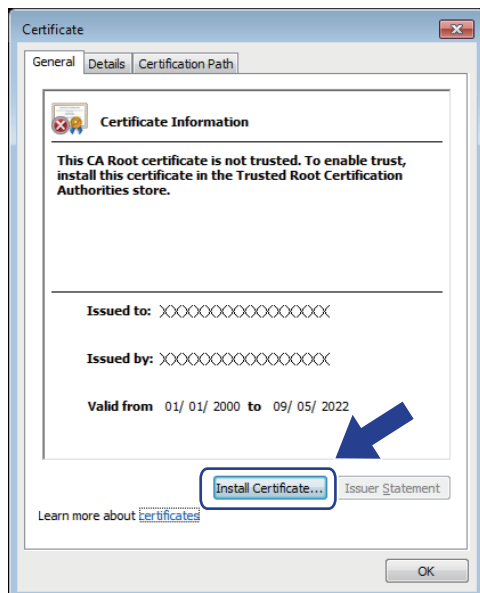 Certificate
General Details Certification Path
Certificate Information
This CA Root certificate is not trusted. To enable trust,
install this certificate in the Trusted Root Certification
Authorities store.
Issued to: XXXXXXXXXXXXXXXXX
Issued by: XXXXXXXXXXXXXXXXX
Valid from 01/ 01/ 2000 to 09/ 05/ 2022
Install Certificate... Issuer Statement
Learn more about certificates
OK